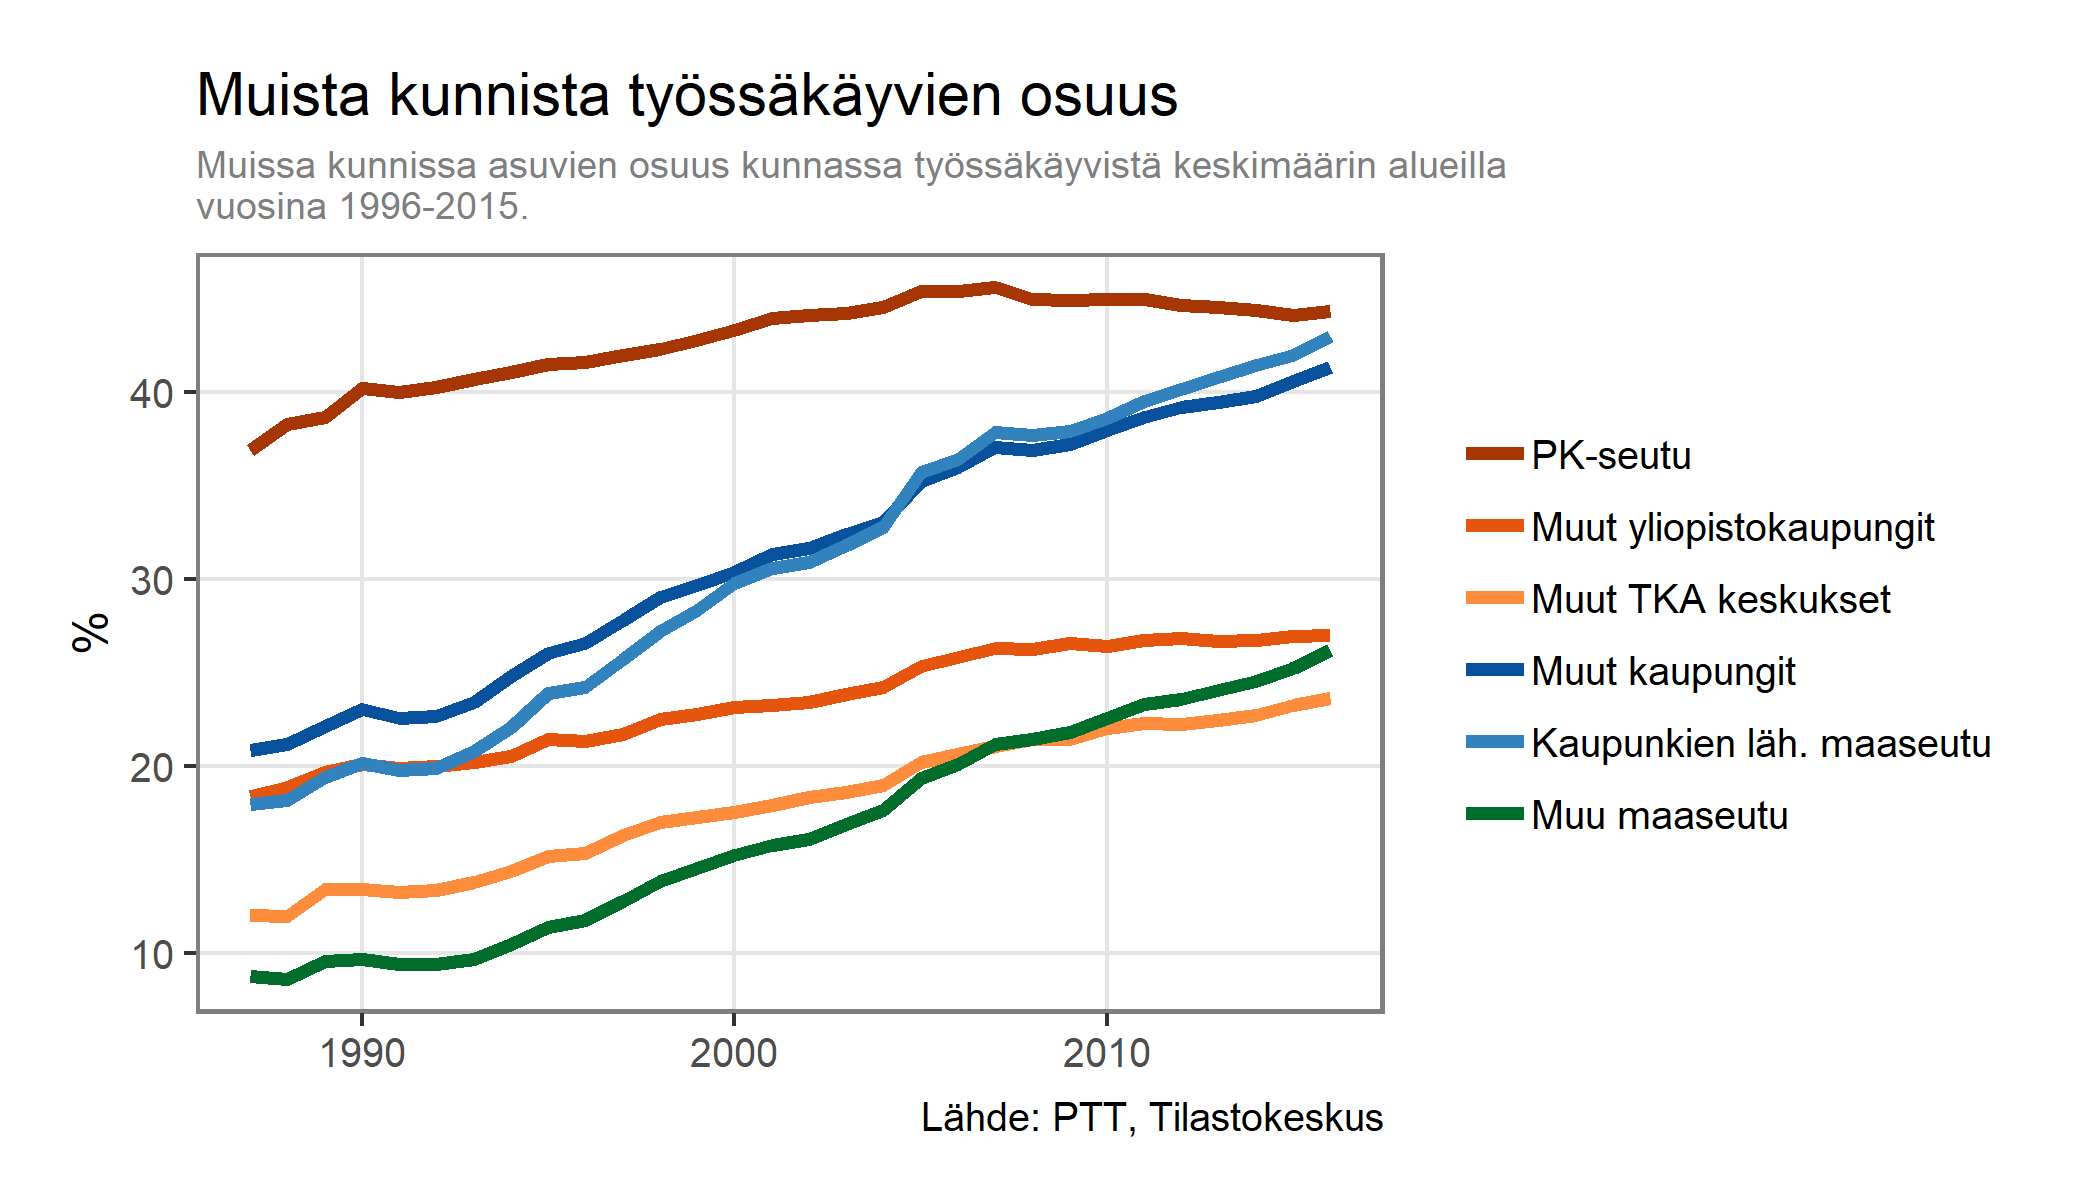 Muista kunnista työssäkäyvien osuus
Muissa kunnissa asuvien osuus kunnassa työssäkäyvistä keskimäärin alueilla
vuosina 1996-2015.
40
30
20
10
%
1990 2000 2010
PK-seutu
Muut yliopistokaupungit
Muut TKA keskukset
Muut kaupungit
Kaupunkien läh. maaseutu
Muu maaseutu
Lähde: PTT, Tilastokeskus